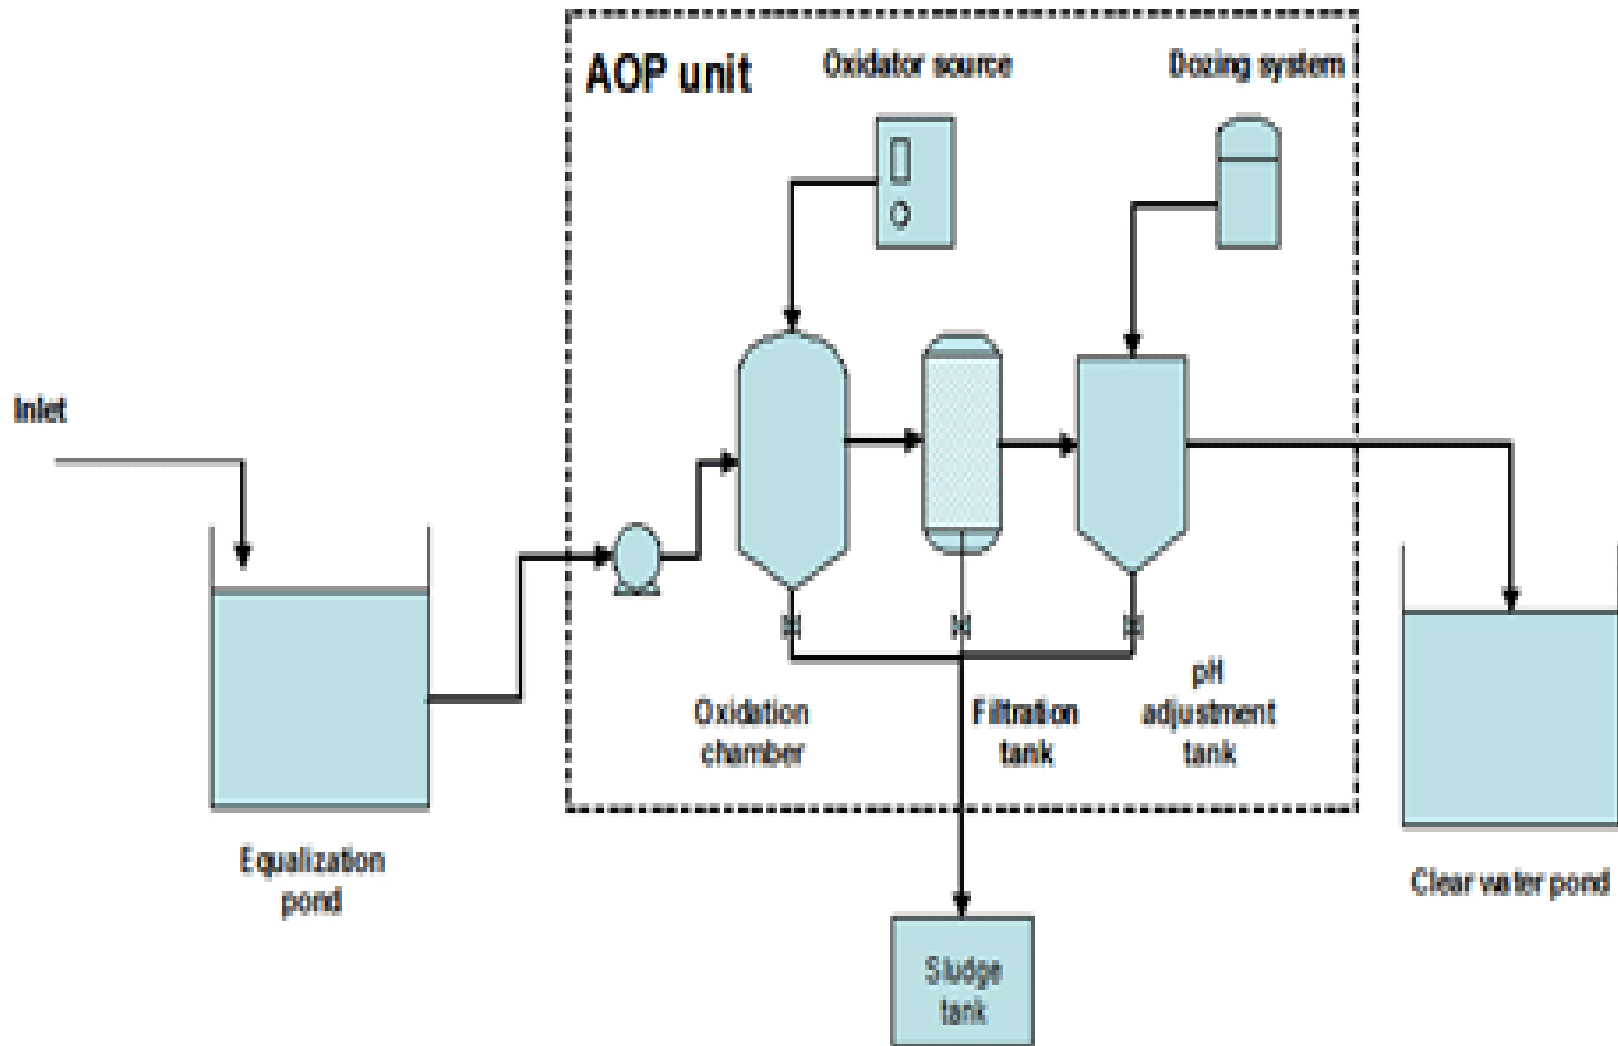 AOP unit
Oxidator source
Dozing system
Inlet
Oxidation
chamber
Filtration
tank
pH
adjustment
tank
Equalization
pond
Clear water pond
Sludge
tank